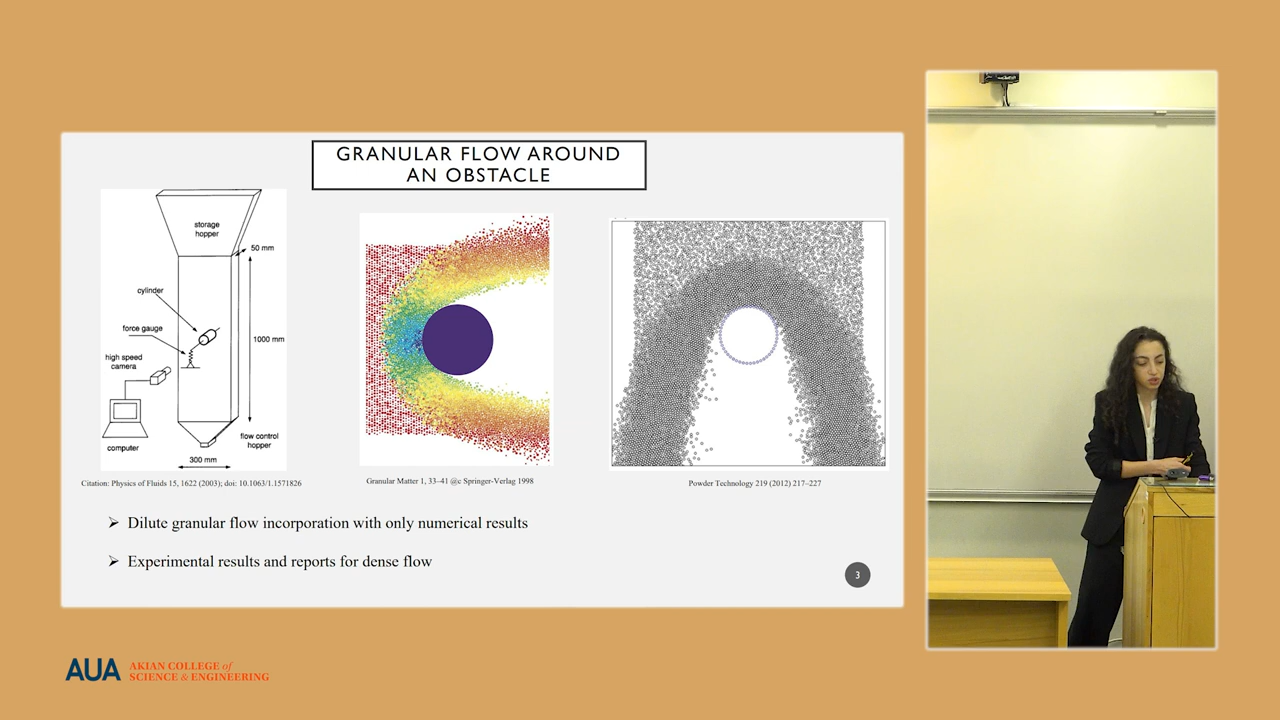 GRANULAR FLOW AROUND
AN OBSTACLE
storage
hopper
50 mm
cylinder
force gauge
1000 mm
high speed
camera
computer
flow control
hopper
300 mm
Citation: Physics of Fluids 15, 1622 (2003); doi: 10.1063/1.1571826
Granular Matter 1, 33–41 @c Springer-Verlag 1998
Powder Technology 219 (2012) 217–227
➢ Dilute granular flow incorporation with only numerical results
➢ Experimental results and reports for dense flow
3
AUA
AKIAN COLLEGE of
SCIENCE & ENGINEERING